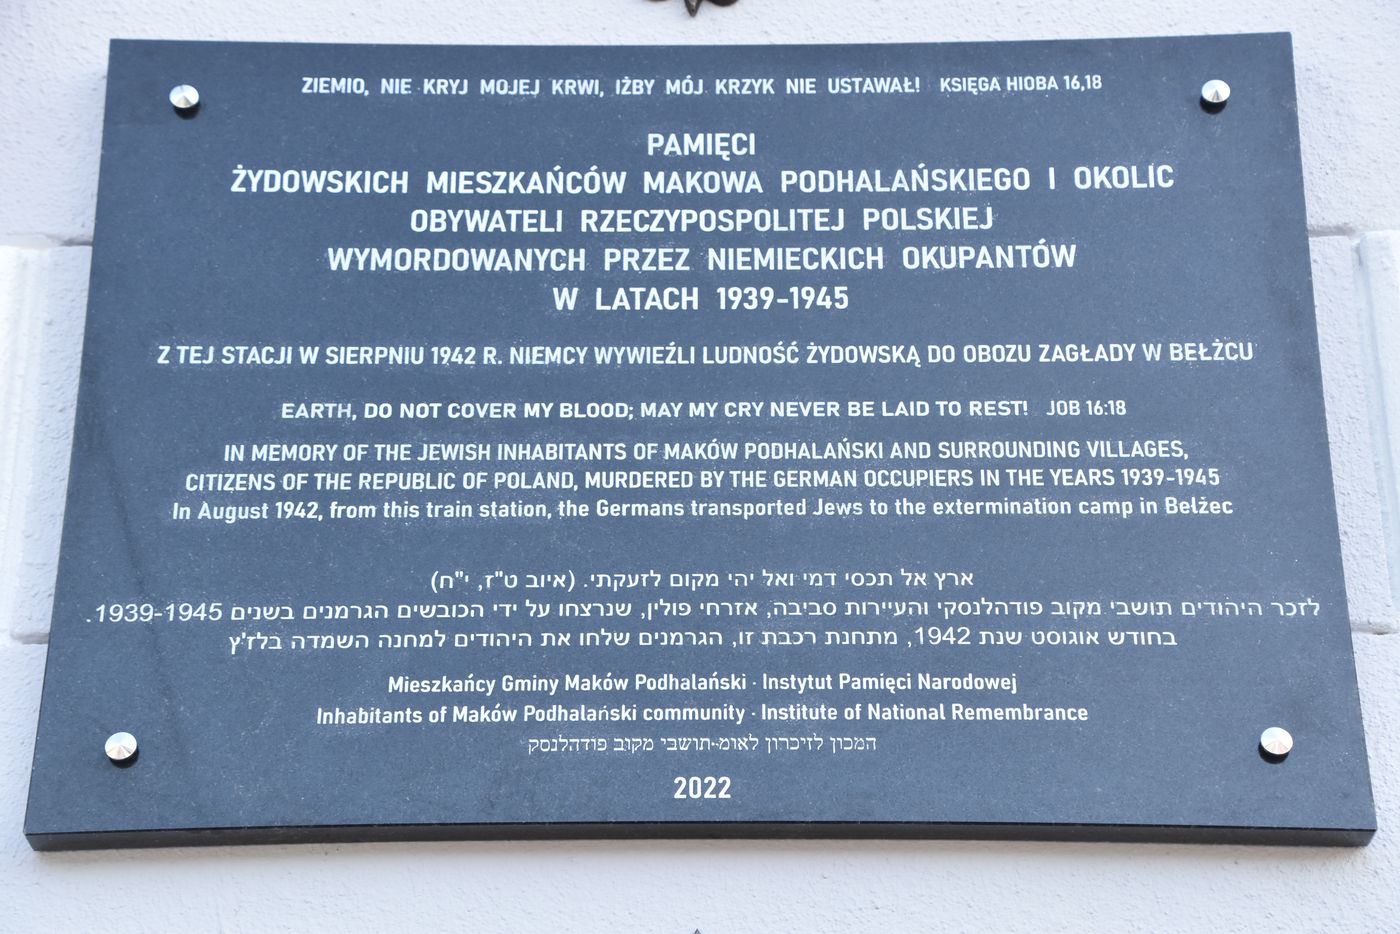 ZIEMIO, NIE KRYJ MOJEJ KRWI, IŻBY MÓJ KRZYK NIE USTAWAŁ! KSIĘGA HIOBA 16,18
PAMIĘCI
ŻYDOWSKICH MIESZKAŃCÓW MAKOWA PODHALAŃSKIEGO I OKOLIC
OBYWATELI RZECZYPOSPOLITEJ POLSKIEJ
WYMORDOWANYCH PRZEZ NIEMIECKICH OKUPANTÓW
W LATACH 1939-1945
Z TEJ STACJI W SIERPNIU 1942 R. NIEMCY WYWIEŹLI LUDNOŚĆ ŻYDOWSKĄ DO OBOZU ZAGŁADY W BEŁŻCU
EARTH, DO NOT COVER MY BLOOD; MAY MY CRY NEVER BE LAID TO REST! JOB 16:18
IN MEMORY OF THE JEWISH INHABITANTS OF MAKÓW PODHALAŃSKI AND SURROUNDING VILLAGES,
CITIZENS OF THE REPUBLIC OF POLAND, MURDERED BY THE GERMAN OCCUPIERS IN THE YEARS 1939-1945
In August 1942, from this train station, the Germans transported Jews to the extermination camp in Bełżec
ארץ אל תכסי דמי ואל יהי מקום לזעקתי. (איוב ט"ז, י"ח)
לזכר היהודים תושבי מקוב פודהלנסקי והעיירות סביבה, אזרחי פולין, שנרצחו על ידי הכובשים הגרמנים בשנים 1939-1945.
בחודש אוגוסט שנת 1942, מתחנת רכבת זו, הגרמנים שלחו את היהודים למחנה השמדה בלז'ץ
Mieszkańcy Gminy Maków Podhalański · Instytut Pamięci Narodowej
Inhabitants of Maków Podhalański community · Institute of National Remembrance
המכון לזיכרון לאומי-תושבי מקוב פודהלנסק
2022